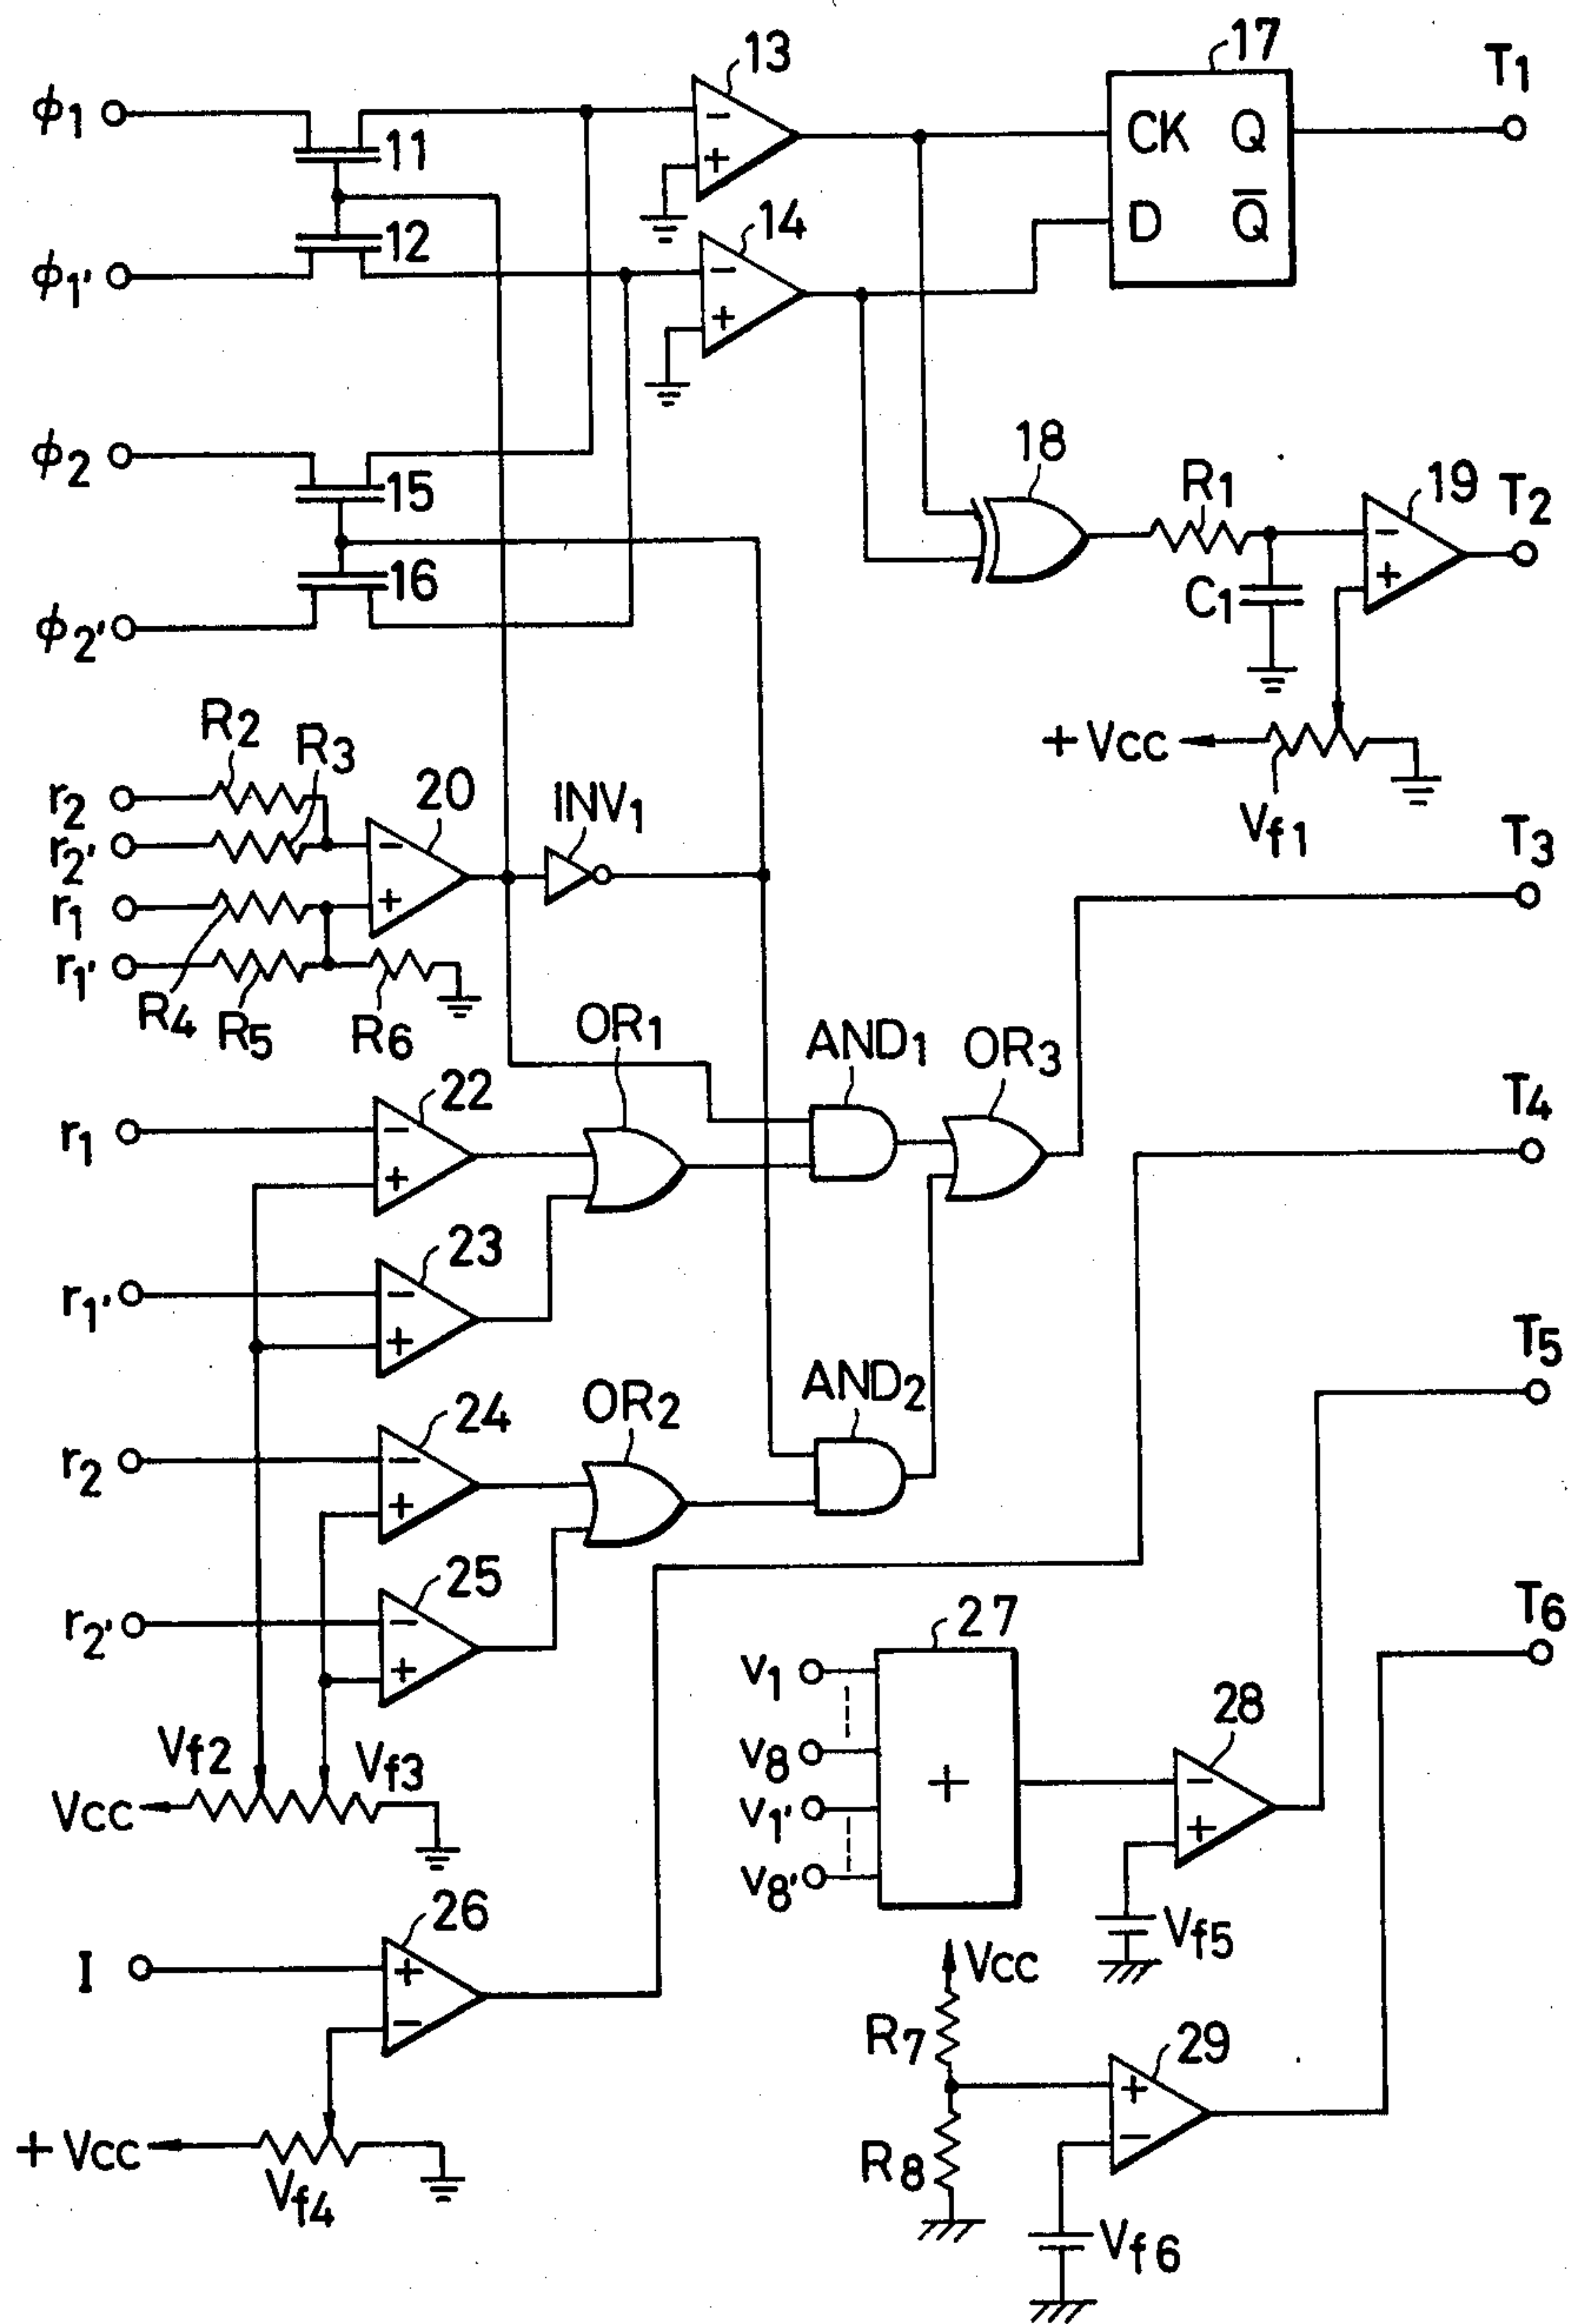 ϕ1
11
13
− +
17
CK Q
D Q̅
T1
ϕ1'
12
14
− +
ϕ2
15
ϕ2'
16
18
R1
C1
19
− +
T2
+Vcc
Vf1
R2
R3
r2
r2'
r1
r1'
20
− +
INV1
R4
R5
R6
T3
OR1
AND1
OR3
r1
22
− +
r1'
23
− +
T4
r2
24
− +
OR2
AND2
r2'
25
− +
T5
Vf2
Vf3
Vcc
27
V1
V8
V1'
V8'
+
28
− +
Vf5
T6
I
26
+ −
+Vcc
Vf4
Vcc
R7
R8
29
+ −
Vf6